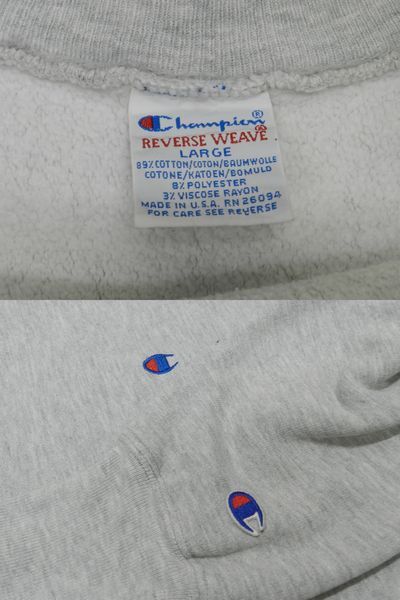 Champion®
REVERSE WEAVE®
LARGE
89% COTTON/COTON/BAUMWOLLE
COTONE/KATOEN/BOMULD
8% POLYESTER
3% VISCOSE RAYON
MADE IN U.S.A. RN 26094
FOR CARE SEE REVERSE